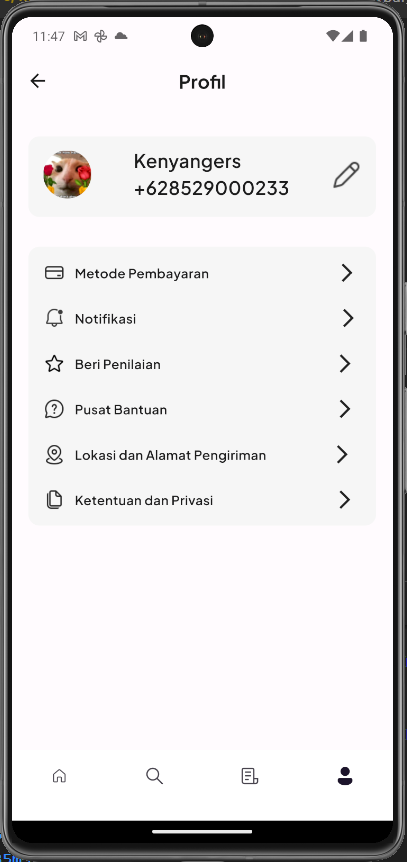 11:47
Profil
Kenyangers
+628529000233
Metode Pembayaran
Notifikasi
Beri Penilaian
Pusat Bantuan
Lokasi dan Alamat Pengiriman
Ketentuan dan Privasi